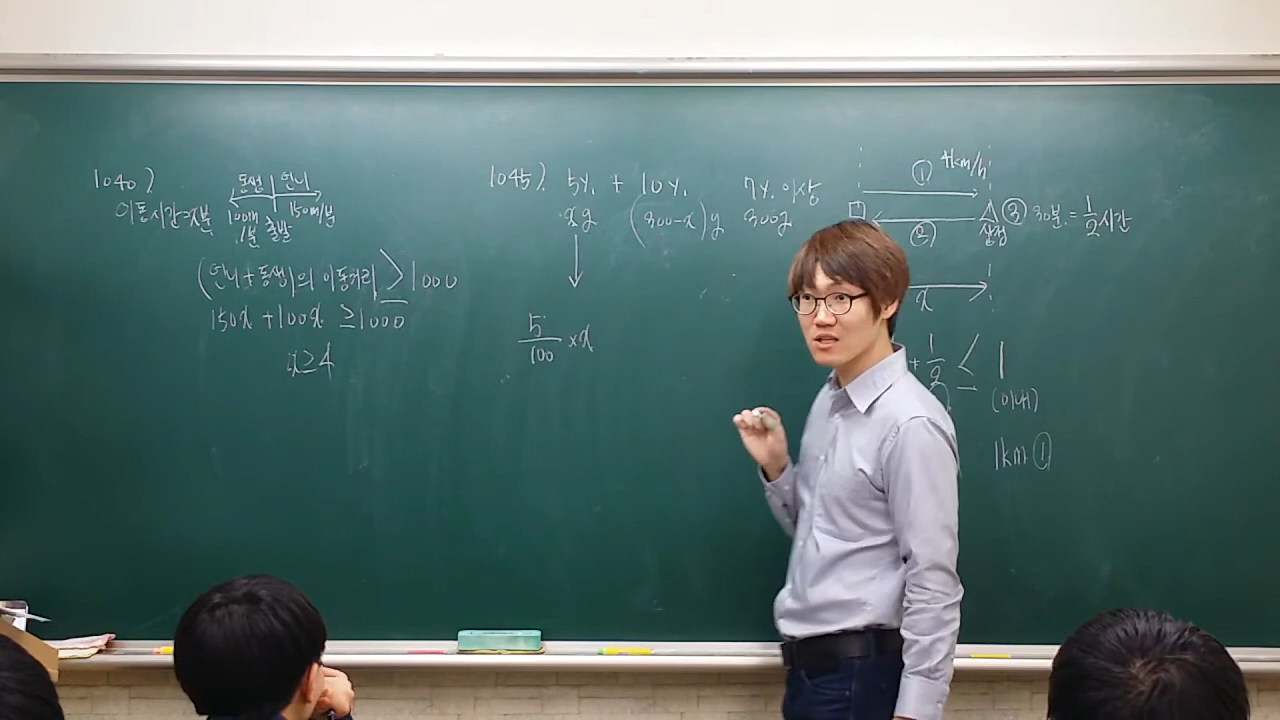 1040)
동생 언니
이동시간=x분 100m/분 출발 150m/분
(언니+동생)의 이동거리 ≥1000
150x+100x ≥1000
x≥4
1045) 5% + 10% 7% 이상
xg (300-x)g 300g
5/100 × x
① 4km/h
② ③ 30분=1/2시간
상점
x
+1/2 ≤ 1
(이내)
1km ①